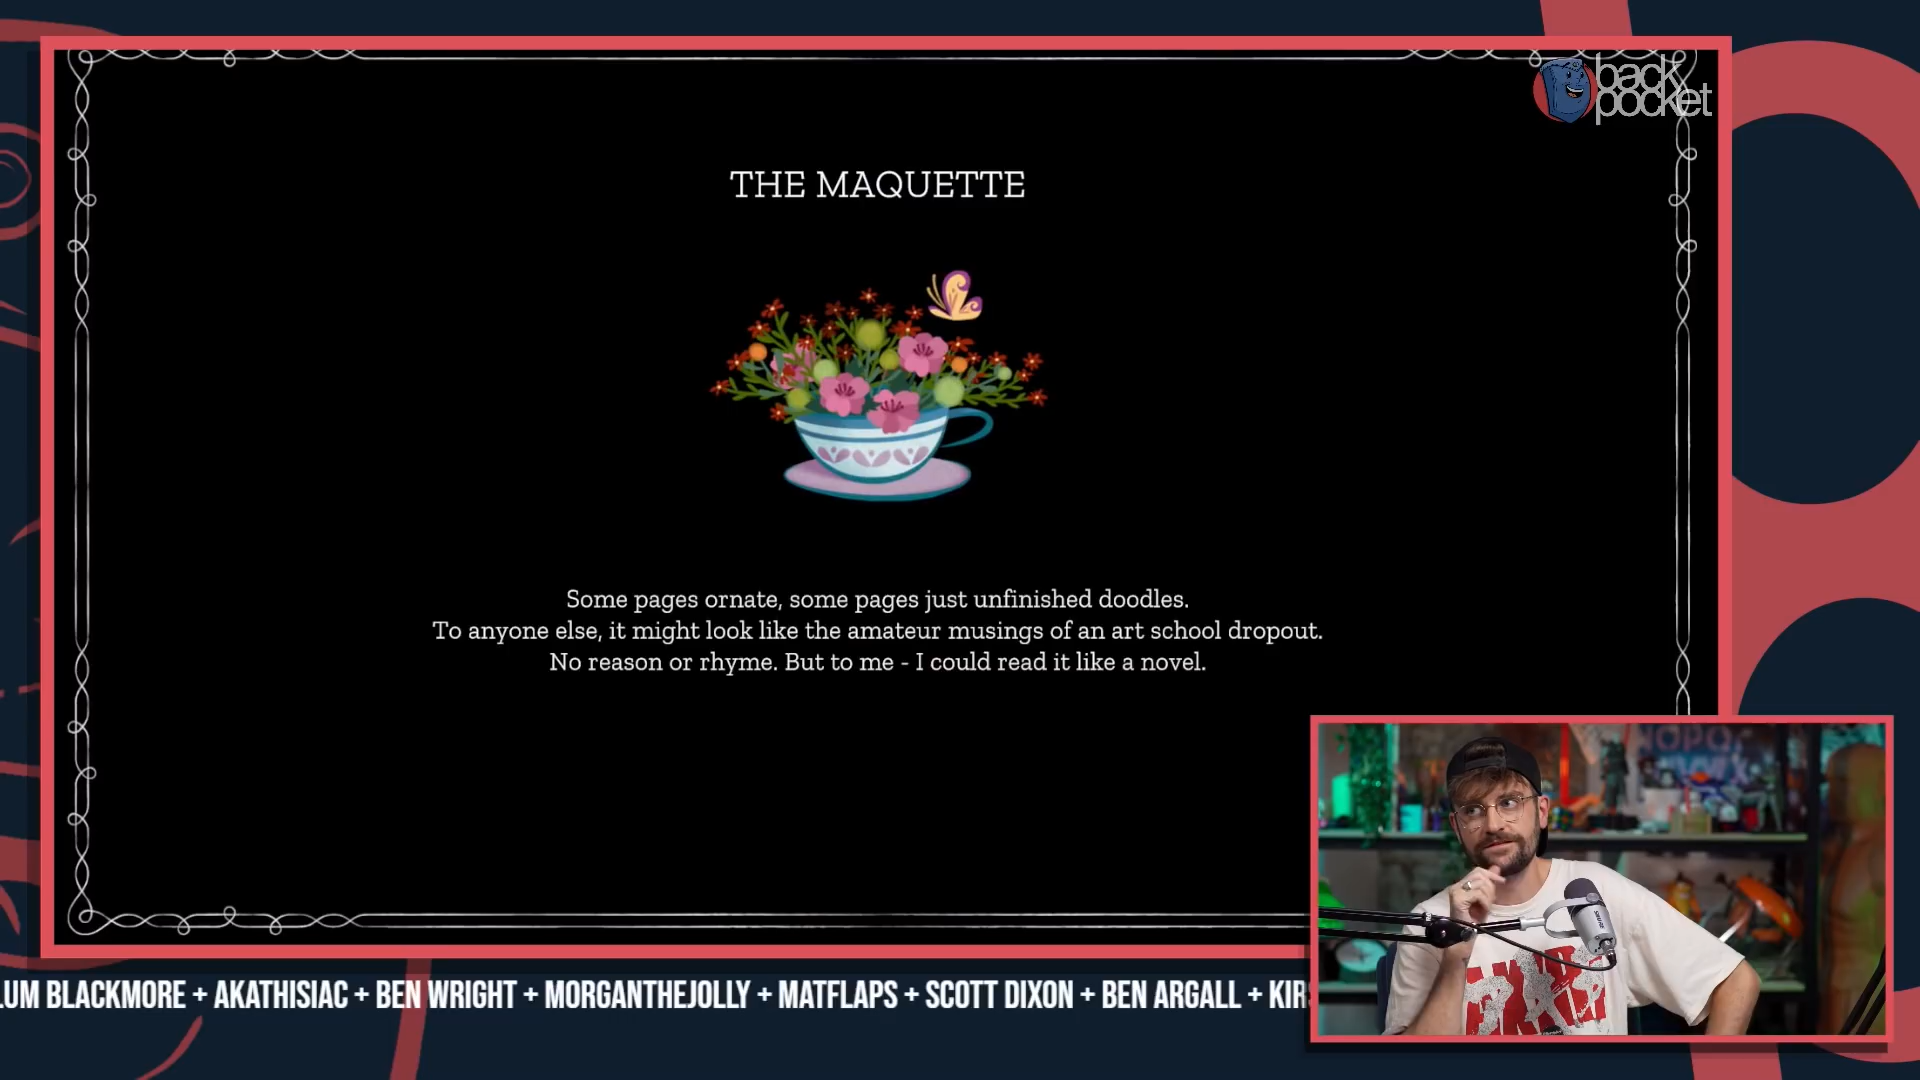 back
pocket
THE MAQUETTE
Some pages ornate, some pages just unfinished doodles.
To anyone else, it might look like the amateur musings of an art school dropout.
No reason or rhyme. But to me - I could read it like a novel.
LUM BLACKMORE + AKATHISIAC + BEN WRIGHT + MORGANTHEJOLLY + MATFLAPS + SCOTT DIXON + BEN ARGALL + KIR
SHURE